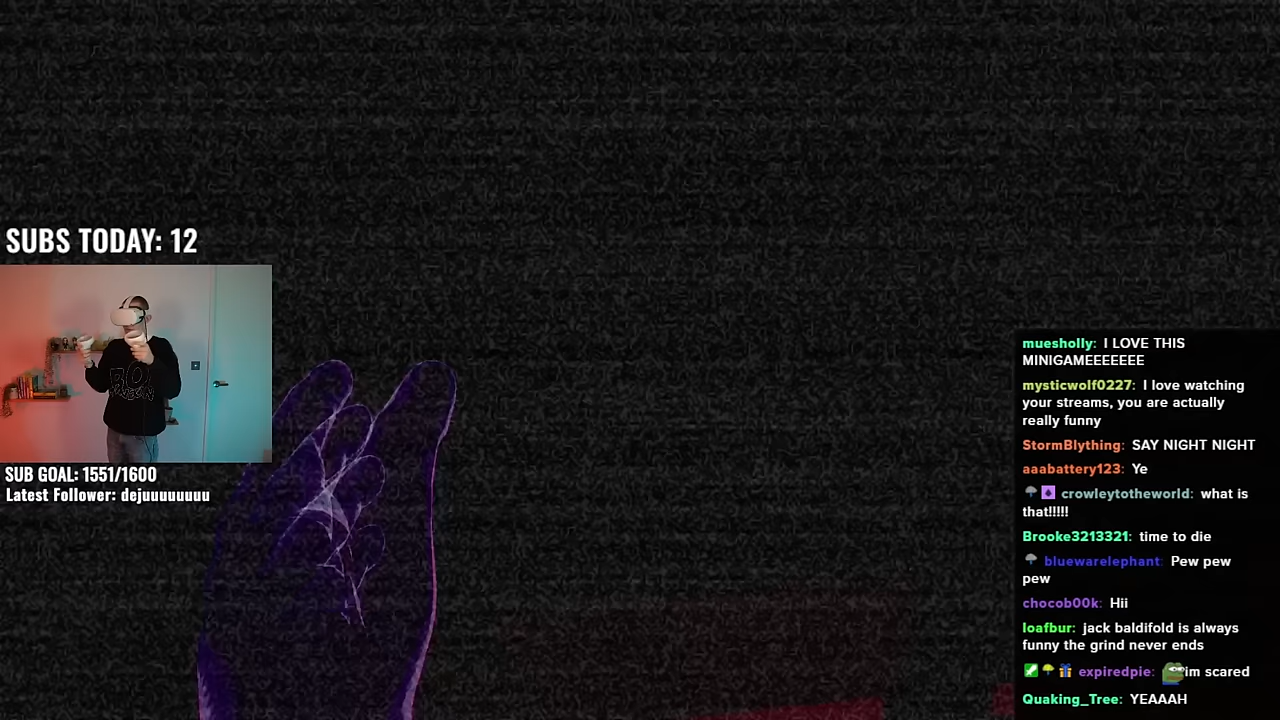 SUBS TODAY: 12
SUB GOAL: 1551/1600
Latest Follower: dejuuuuuuuu
muesholly: I LOVE THIS
MINIGAMEEEEEEE
mysticwolf0227: I love watching
your streams, you are actually
really funny
StormBlything: SAY NIGHT NIGHT
aaabattery123: Ye
crowleytotheworld: what is
that!!!!!
Brooke3213321: time to die
bluewarelephant: Pew pew
pew
chocob00k: Hii
loafbur: jack baldifold is always
funny the grind never ends
expiredpie: im scared
Quaking_Tree: YEAAAH